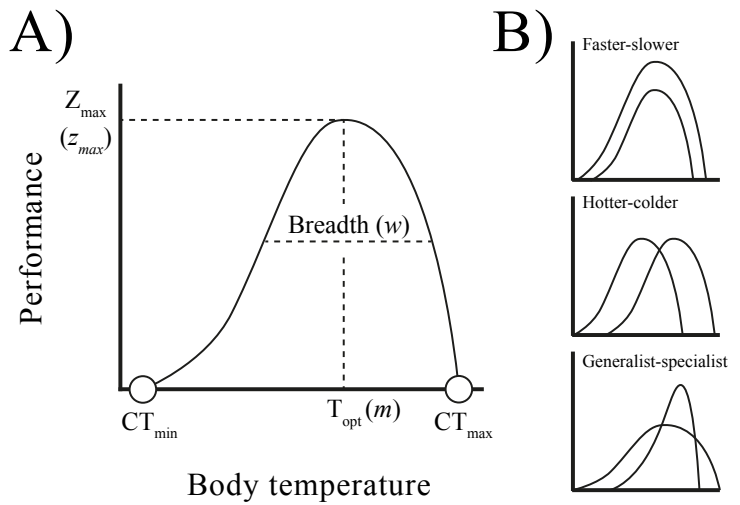 A)
Z_max
(z_max)
Performance
Breadth (w)
CT_min
T_opt (m)
CT_max
Body temperature
B)
Faster-slower
Hotter-colder
Generalist-specialist